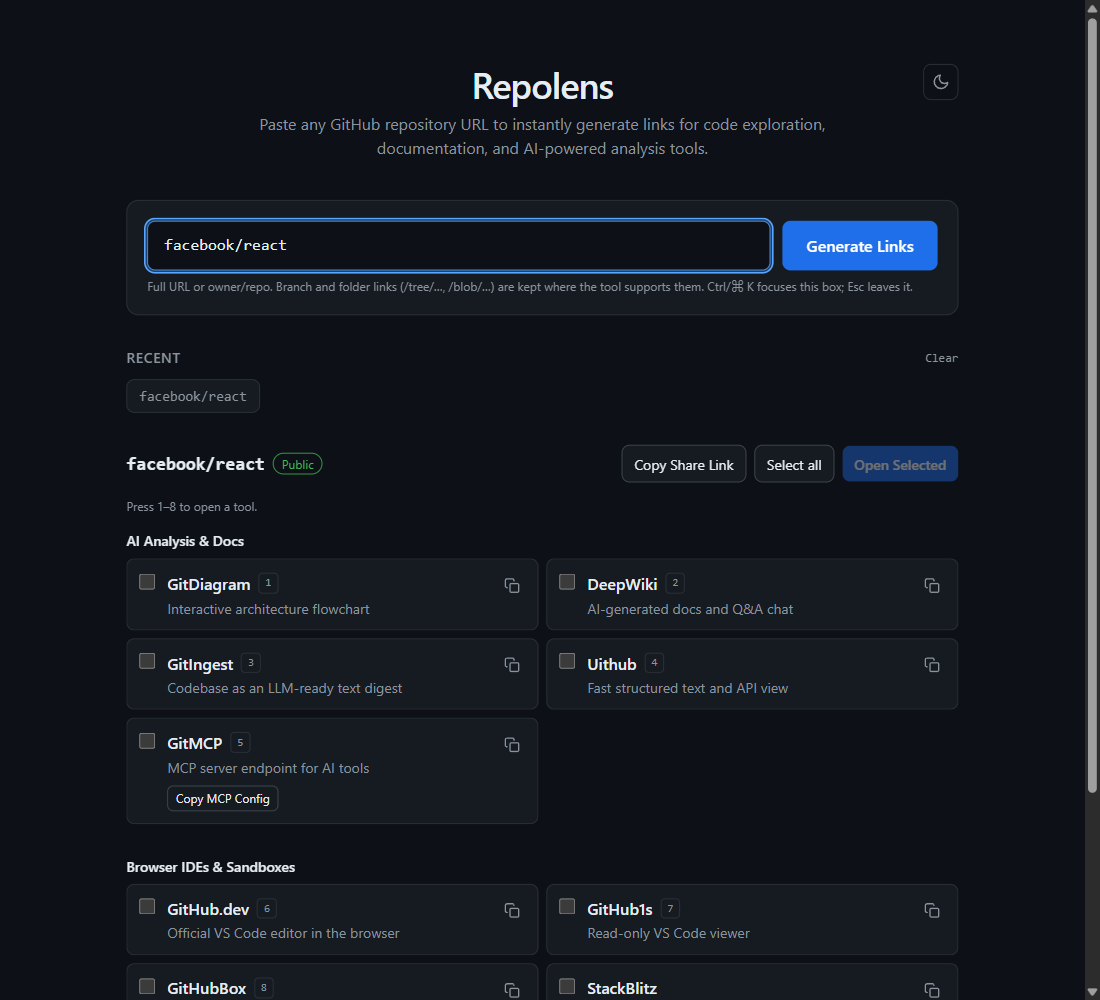 Repolens
Paste any GitHub repository URL to instantly generate links for code exploration,
documentation, and AI-powered analysis tools.
facebook/react
Generate Links
Full URL or owner/repo. Branch and folder links (/tree/…, /blob/…) are kept where the tool supports them. Ctrl/⌘ K focuses this box; Esc leaves it.
RECENT
Clear
facebook/react
facebook/react
Public
Copy Share Link
Select all
Open Selected
Press 1–8 to open a tool.
AI Analysis & Docs
GitDiagram 1
Interactive architecture flowchart
DeepWiki 2
AI-generated docs and Q&A chat
GitIngest 3
Codebase as an LLM-ready text digest
Uithub 4
Fast structured text and API view
GitMCP 5
MCP server endpoint for AI tools
Copy MCP Config
Browser IDEs & Sandboxes
GitHub.dev 6
Official VS Code editor in the browser
GitHub1s 7
Read-only VS Code viewer
GitHubBox 8
StackBlitz